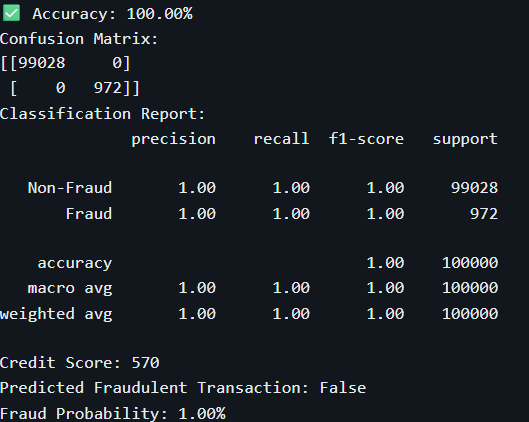 ✅ Accuracy: 100.00%
Confusion Matrix:
[[99028     0]
 [    0   972]]
Classification Report:
              precision    recall  f1-score   support

   Non-Fraud       1.00      1.00      1.00     99028
       Fraud       1.00      1.00      1.00       972

    accuracy                           1.00    100000
   macro avg       1.00      1.00      1.00    100000
weighted avg       1.00      1.00      1.00    100000

Credit Score: 570
Predicted Fraudulent Transaction: False
Fraud Probability: 1.00%